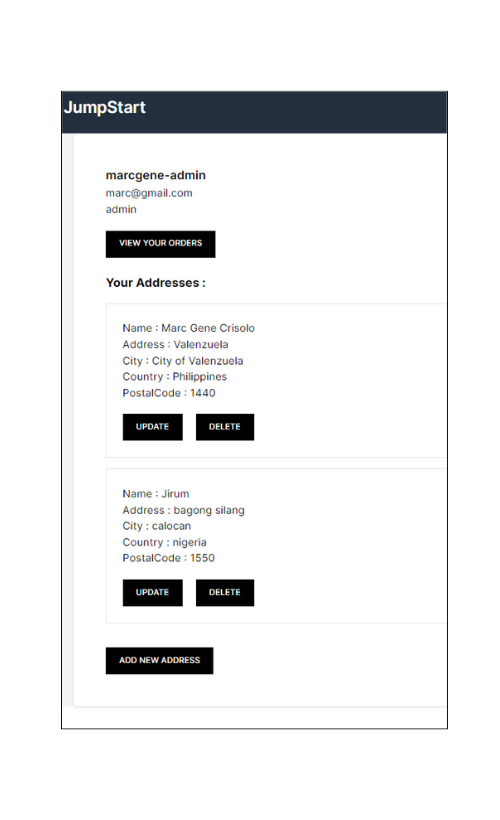 JumpStart
marcgene-admin
marc@gmail.com
admin
VIEW YOUR ORDERS
Your Addresses :
Name : Marc Gene Crisolo
Address : Valenzuela
City : City of Valenzuela
Country : Philippines
PostalCode : 1440
UPDATE DELETE
Name : Jirum
Address : bagong silang
City : calocan
Country : nigeria
PostalCode : 1550
UPDATE DELETE
ADD NEW ADDRESS